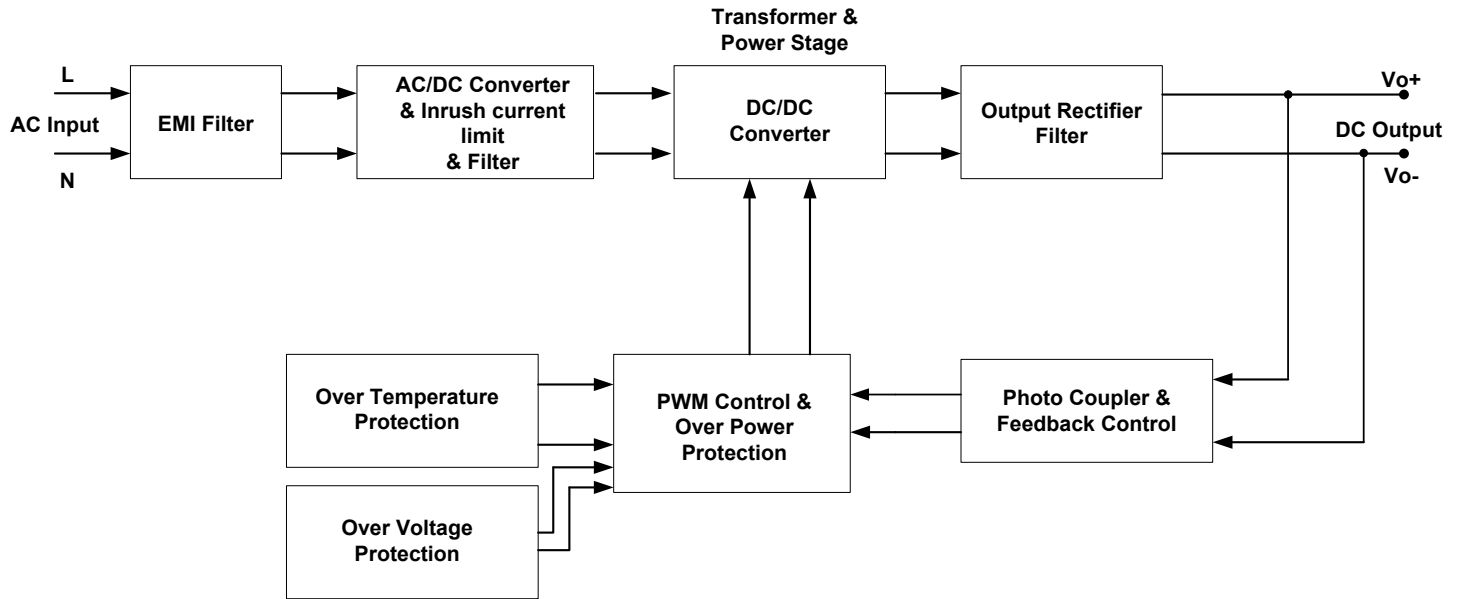 Transformer &
Power Stage
L
AC Input
N
EMI Filter
AC/DC Converter
& Inrush current
limit
& Filter
DC/DC
Converter
Output Rectifier
Filter
Vo+
DC Output
Vo-
Over Temperature
Protection
PWM Control &
Over Power
Protection
Photo Coupler &
Feedback Control
Over Voltage
Protection